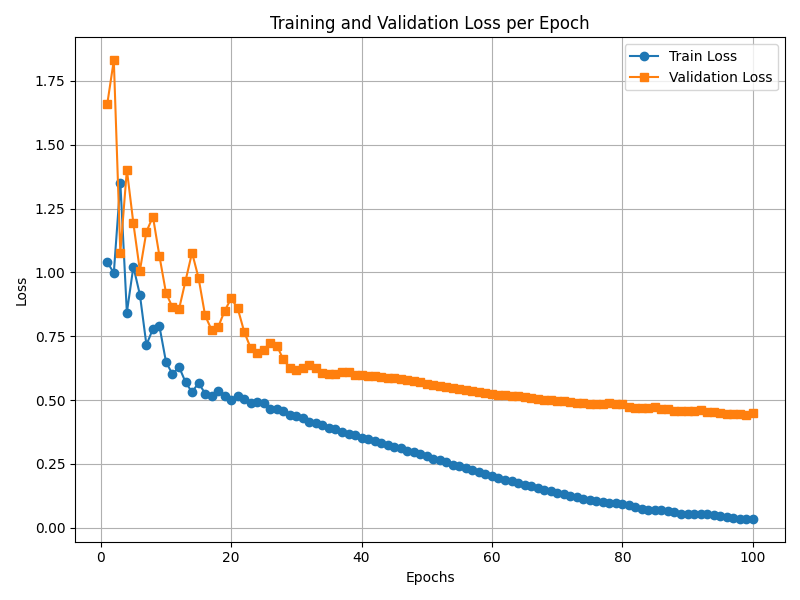 Training and Validation Loss per Epoch
Train Loss
Validation Loss
1.75
1.50
1.25
1.00
0.75
0.50
0.25
0.00
Loss
0 20 40 60 80 100
Epochs